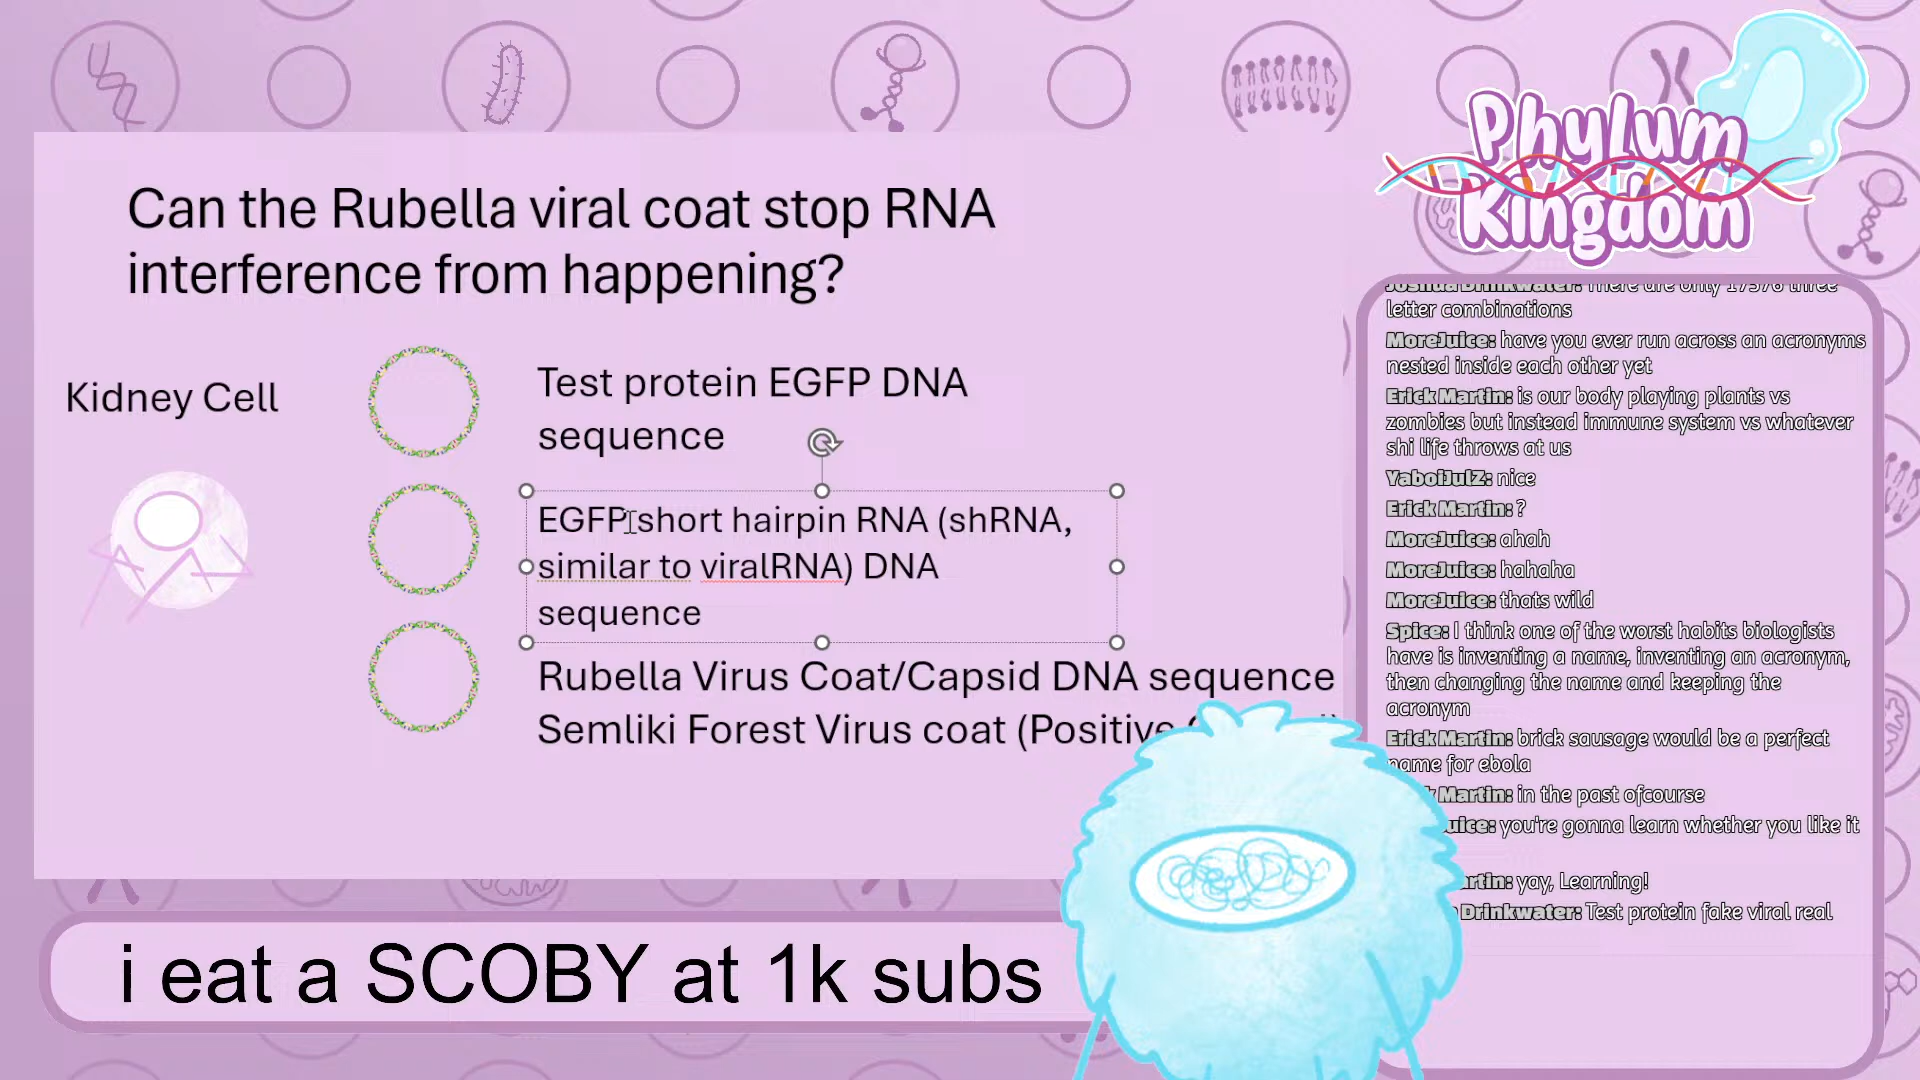 Can the Rubella viral coat stop RNA
interference from happening?
Kidney Cell
Test protein EGFP DNA
sequence
EGFP short hairpin RNA (shRNA,
similar to viralRNA) DNA
sequence
Rubella Virus Coat/Capsid DNA sequence
Semliki Forest Virus coat (Positive
i eat a SCOBY at 1k subs
Phylum
Kingdom
Joshua Drinkwater: There are only 17576 three
letter combinations
MoreJuice: have you ever run across an acronyms
nested inside each other yet
Erick Martin: is our body playing plants vs
zombies but instead immune system vs whatever
shi life throws at us
YaboiJulZ: nice
Erick Martin: ?
MoreJuice: ahah
MoreJuice: hahaha
MoreJuice: thats wild
Spice: I think one of the worst habits biologists
have is inventing a name, inventing an acronym,
then changing the name and keeping the
acronym
Erick Martin: brick sausage would be a perfect
name for ebola
Martin: in the past ofcourse
you're gonna learn whether you like it
yay, Learning!
Drinkwater: Test protein fake viral real